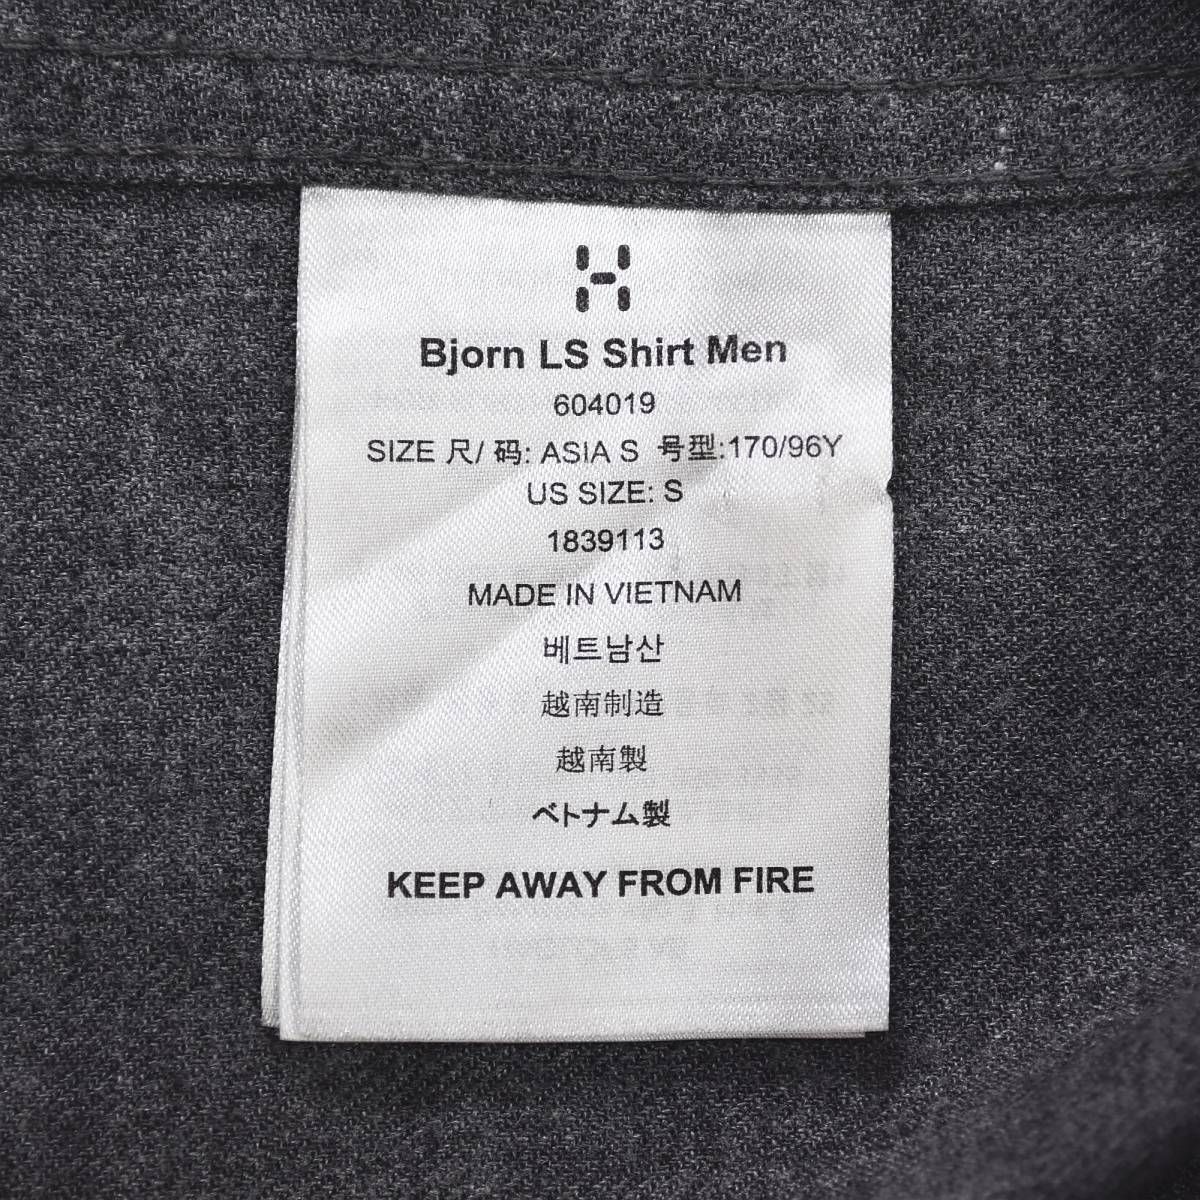 Bjorn LS Shirt Men
604019
SIZE 尺/ 码: ASIA S 号型:170/96Y
US SIZE: S
1839113
MADE IN VIETNAM
베트남산
越南制造
越南製
ベトナム製
KEEP AWAY FROM FIRE